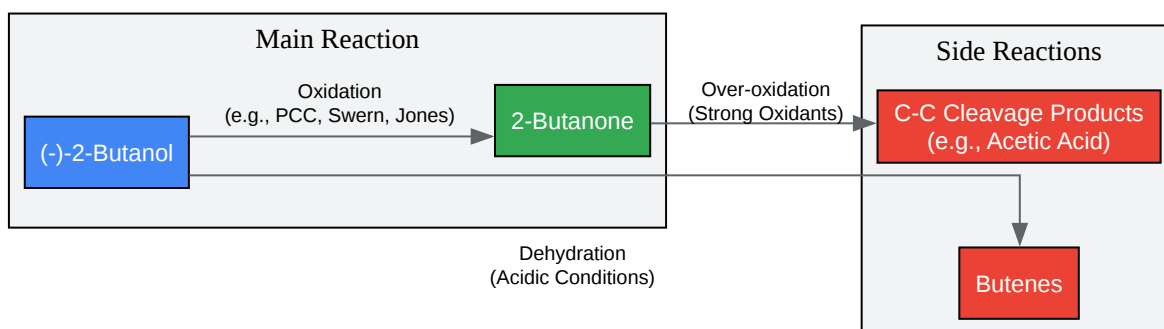 Main Reaction
Side Reactions
Oxidation
(e.g., PCC, Swern, Jones)
(-)-2-Butanol
2-Butanone
Over-oxidation
(Strong Oxidants)
C-C Cleavage Products
(e.g., Acetic Acid)
Dehydration
(Acidic Conditions)
Butenes